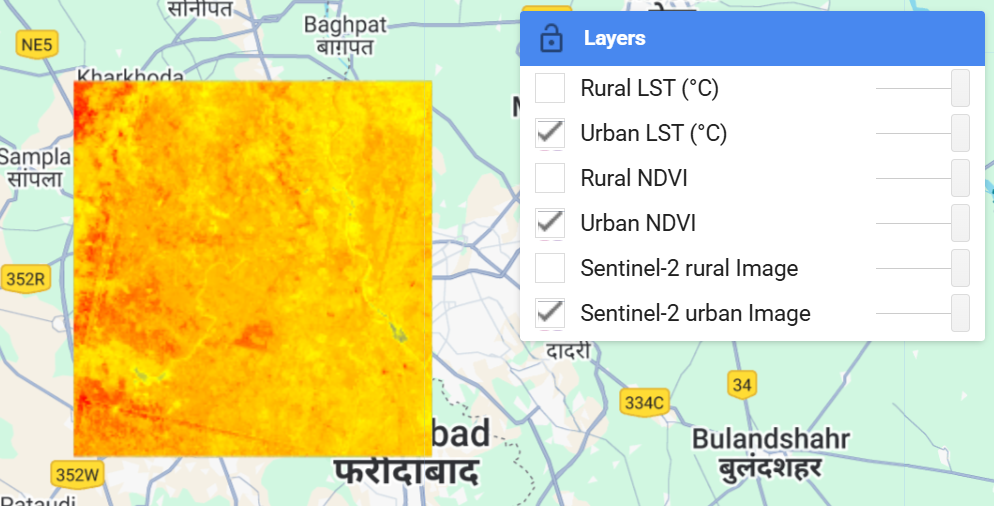 सोनीपत
NE5
Baghpat
बाग़पत
Kharkhoda
Sampla
सांपला
352R
352W
Pataudi
bad
फरीदाबाद
Layers
Rural LST (°C)
Urban LST (°C)
Rural NDVI
Urban NDVI
Sentinel-2 rural Image
Sentinel-2 urban Image
दादरी
334C
34
Bulandshahr
बुलंदशहर